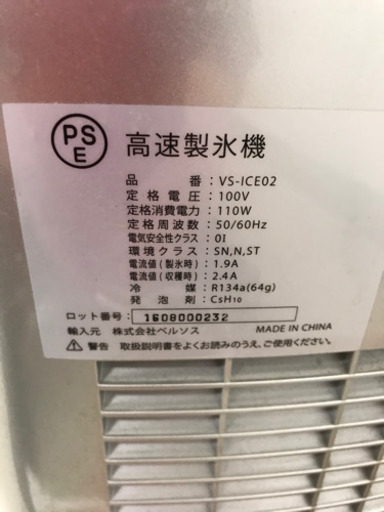 PS
E
高速製氷機
品 番：VS-ICE02
定格電圧：100V
定格消費電力：110W
定格周波数：50/60Hz
電気安全性クラス：0I
環境クラス：SN,N,ST
電流値(製氷時)：1.9A
電流値(収穫時)：2.4A
冷 媒：R134a(64g)
発泡剤：C5H10
ロット番号：1608000232
輸入元 株式会社ベルソス MADE IN CHINA
警告 取扱説明書をよくお読みのうえ、ご使用ください。